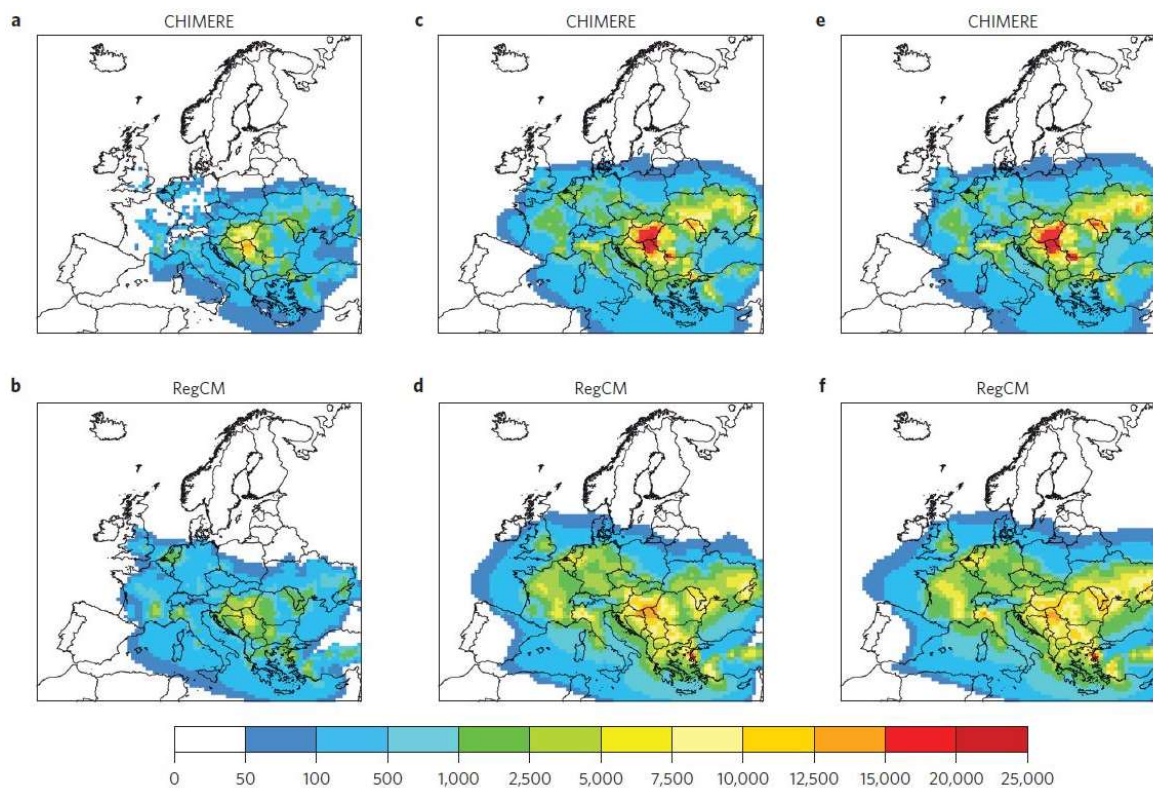 a CHIMERE
c CHIMERE
e CHIMERE
b RegCM
d RegCM
f RegCM
0 50 100 500 1,000 2,500 5,000 7,500 10,000 12,500 15,000 20,000 25,000